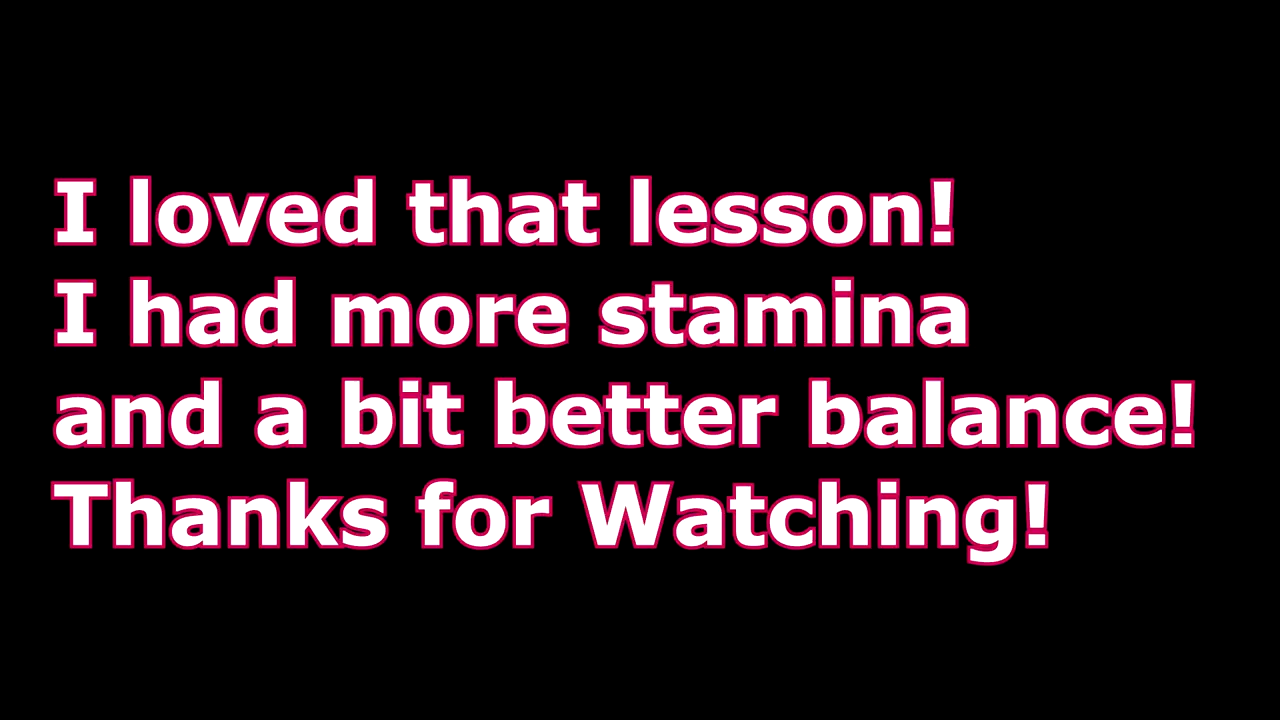 I loved that lesson!
I had more stamina
and a bit better balance!
Thanks for Watching!